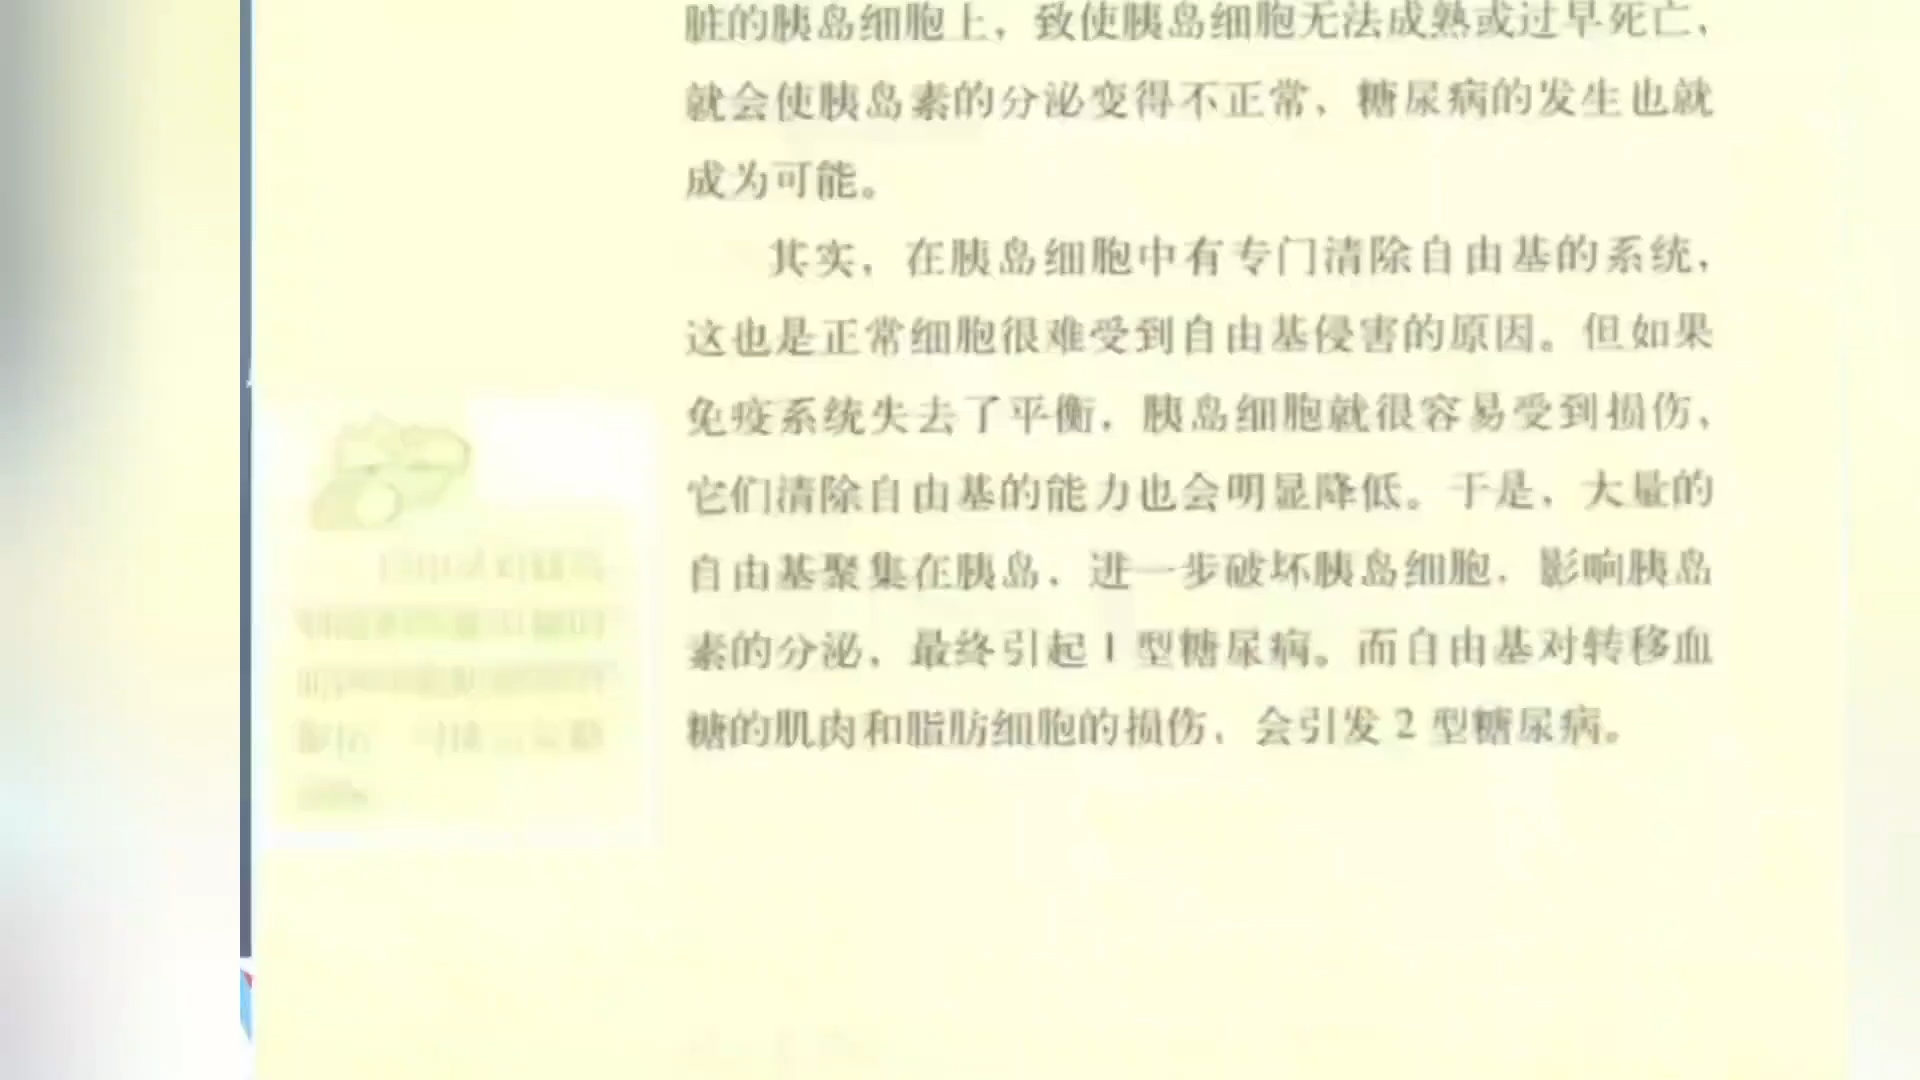 脏的胰岛细胞上，致使胰岛细胞无法成熟或过早死亡，
就会使胰岛素的分泌变得不正常，糖尿病的发生也就
成为可能。
其实，在胰岛细胞中有专门清除自由基的系统，
这也是正常细胞很难受到自由基侵害的原因。但如果
免疫系统失去了平衡，胰岛细胞就很容易受到损伤，
它们清除自由基的能力也会明显降低。于是，大量的
自由基聚集在胰岛，进一步破坏胰岛细胞，影响胰岛
素的分泌，最终引起1型糖尿病。而自由基对转移血
糖的肌肉和脂肪细胞的损伤，会引发2型糖尿病。